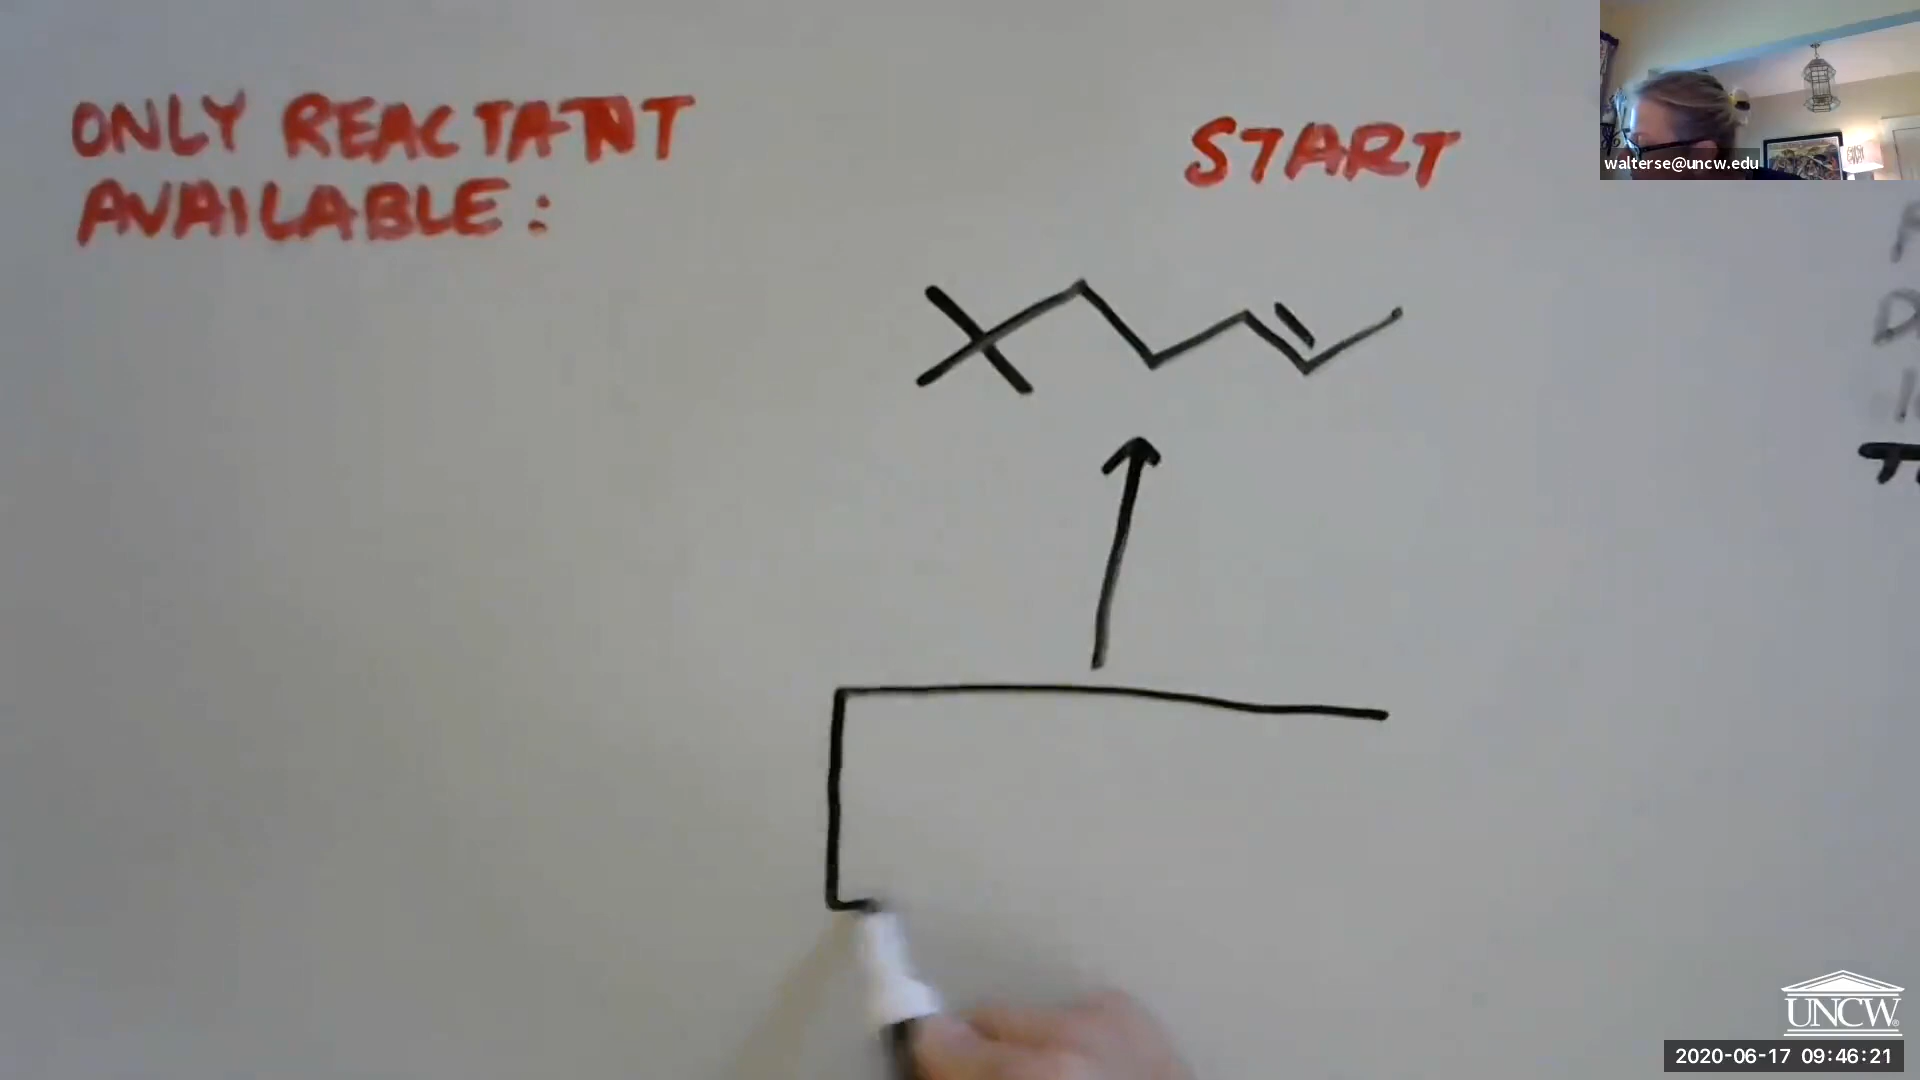 ONLY REACTANT
AVAILABLE:
START
walterse@uncw.edu
UNCW
2020-06-17 09:46:21